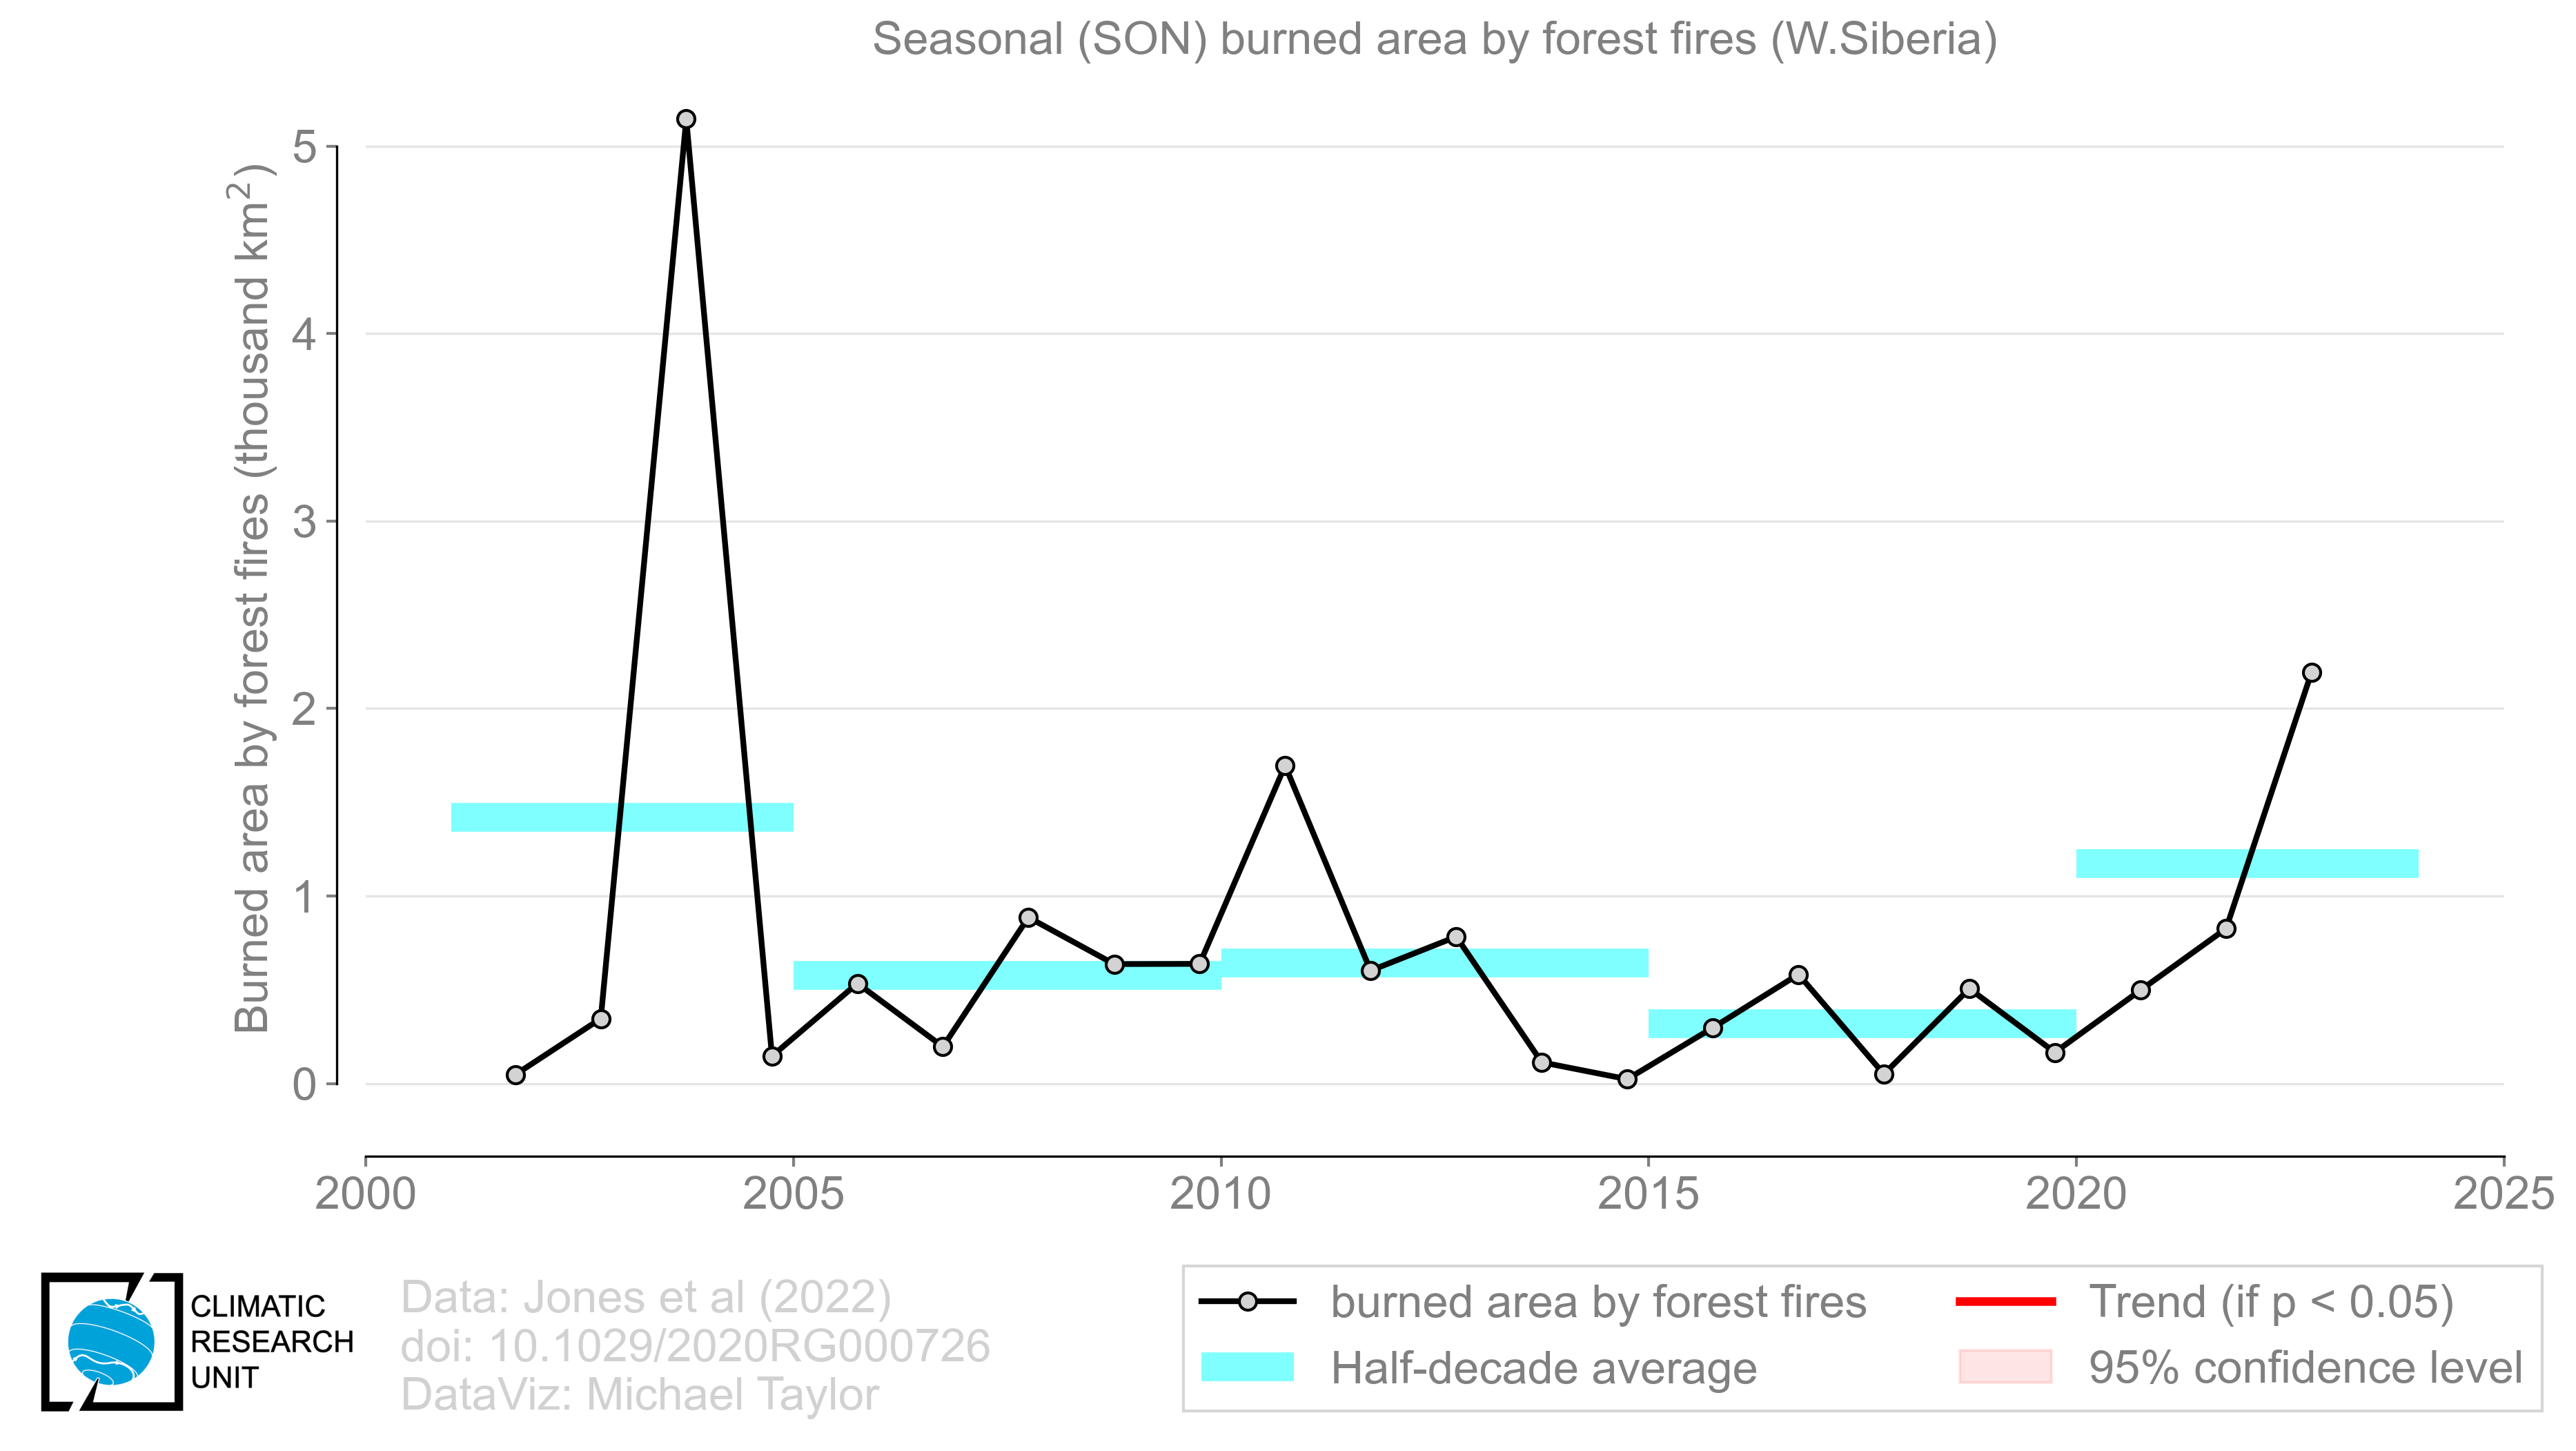 Seasonal (SON) burned area by forest fires (W.Siberia)
Burned area by forest fires (thousand km²)
5
4
3
2
1
0
2000 2005 2010 2015 2020 2025
CLIMATIC
RESEARCH
UNIT
Data: Jones et al (2022)
doi: 10.1029/2020RG000726
DataViz: Michael Taylor
burned area by forest fires
Half-decade average
Trend (if p < 0.05)
95% confidence level